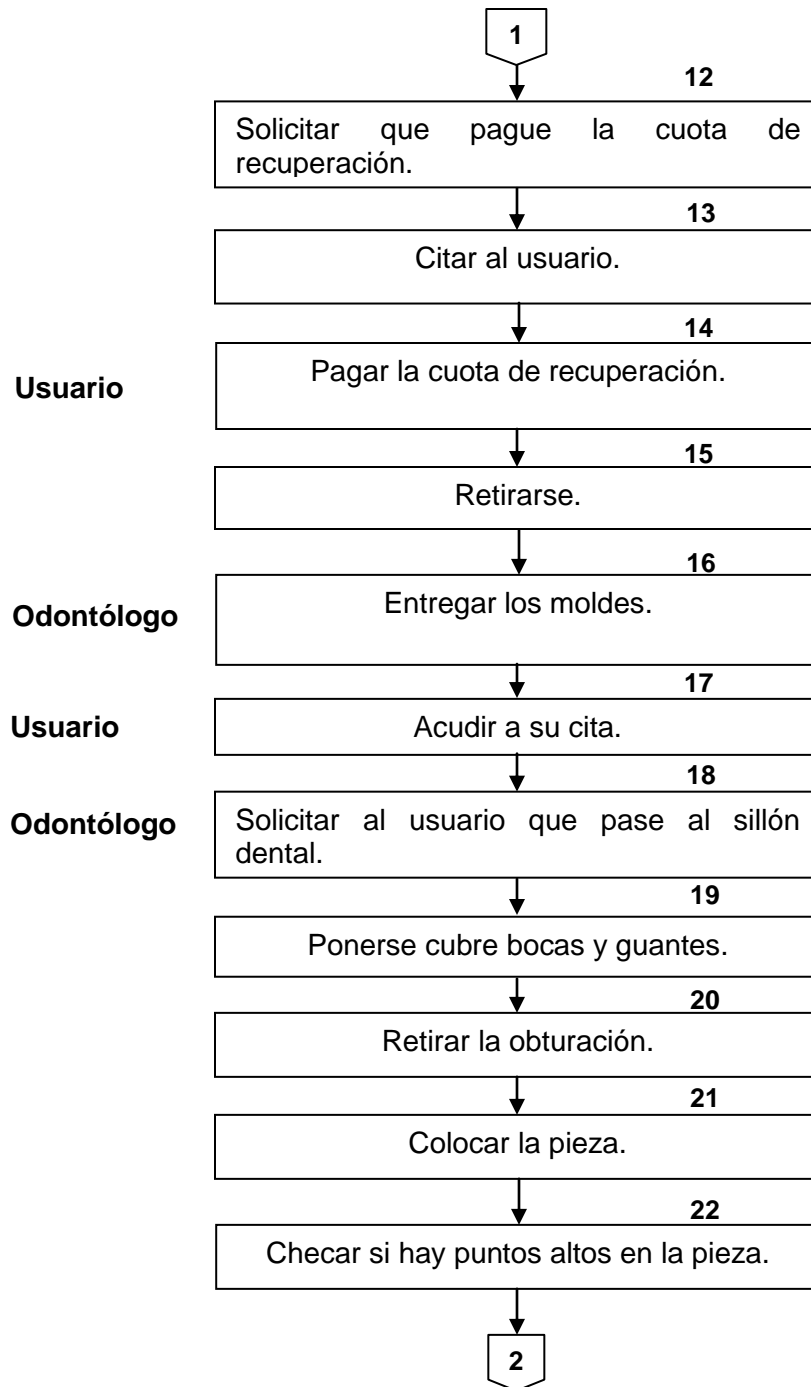 1
12
Solicitar que pague la cuota de
recuperación.
13
Citar al usuario.
14
Usuario
Pagar la cuota de recuperación.
15
Retirarse.
16
Odontólogo
Entregar los moldes.
17
Usuario
Acudir a su cita.
18
Odontólogo
Solicitar al usuario que pase al sillón
dental.
19
Ponerse cubre bocas y guantes.
20
Retirar la obturación.
21
Colocar la pieza.
22
Checar si hay puntos altos en la pieza.
2